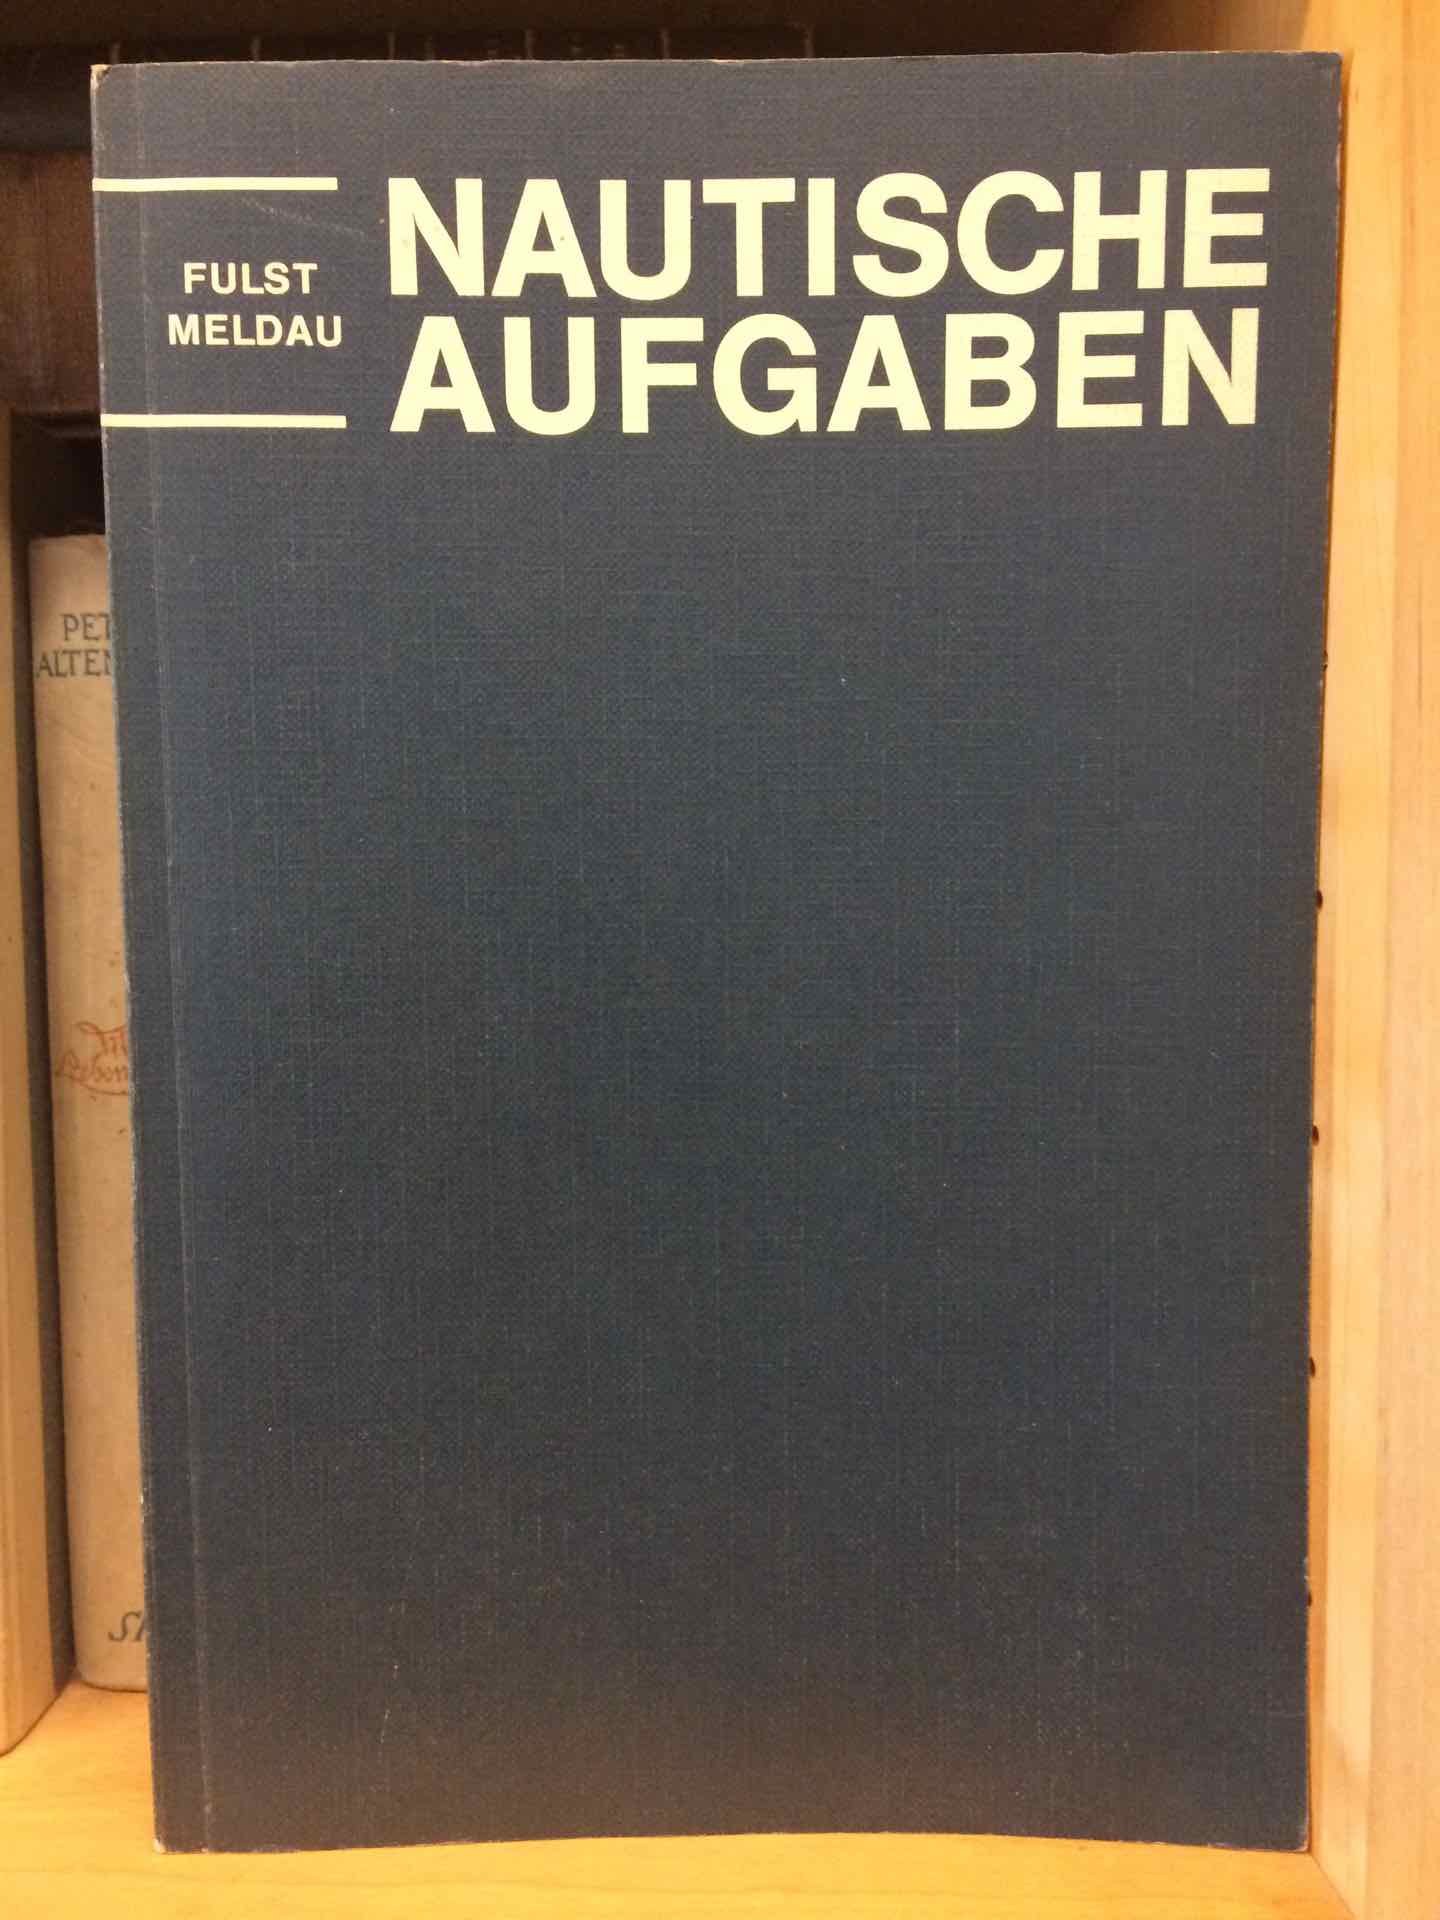 FULST
MELDAU
NAUTISCHE
AUFGABEN